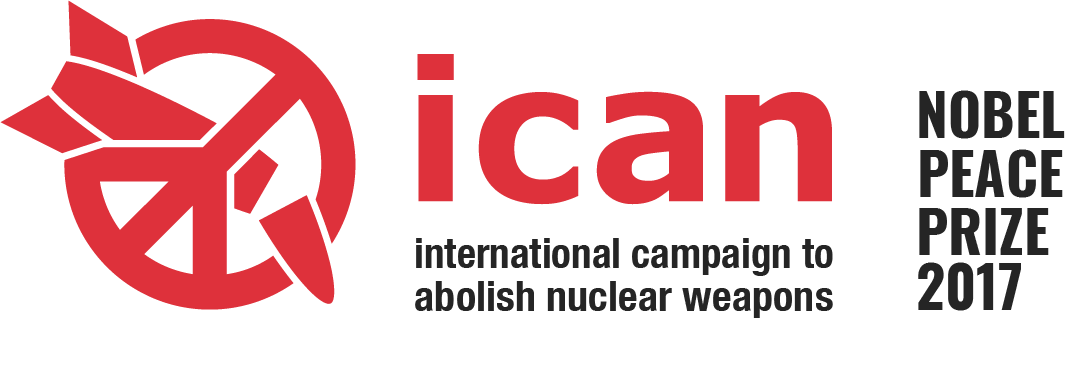 ican
international campaign to
abolish nuclear weapons
NOBEL
PEACE
PRIZE
2017